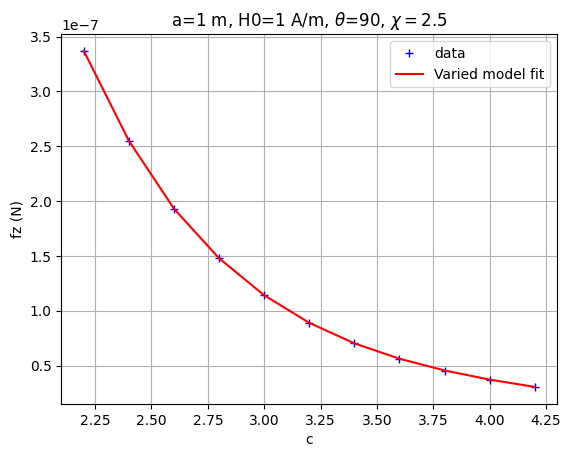 a=1 m, H0=1 A/m, θ=90, χ = 2.5
1e−7
data
Varied model fit
3.5
3.0
2.5
2.0
1.5
1.0
0.5
fz (N)
2.25 2.50 2.75 3.00 3.25 3.50 3.75 4.00 4.25
c